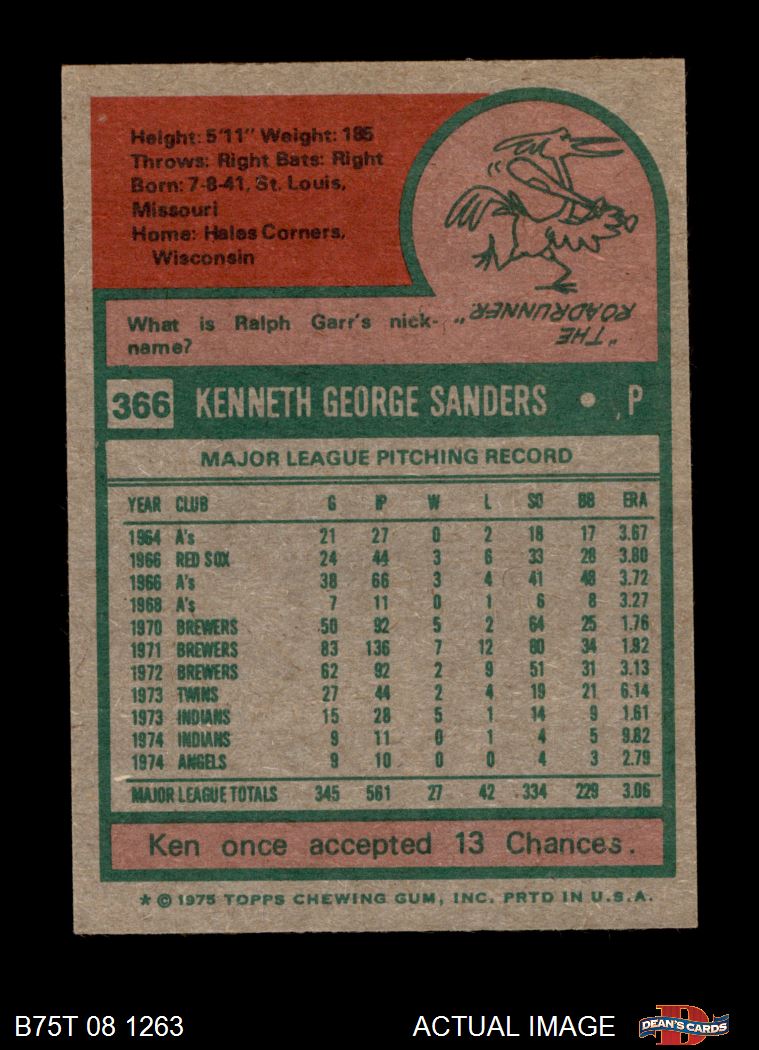 Height: 5'11" Weight: 185
Throws: Right Bats: Right
Born: 7-8-41, St. Louis,
Missouri
Home: Hales Corners,
Wisconsin
What is Ralph Garr's nick-
name?
"THE
ROADRUNNER."
366 KENNETH GEORGE SANDERS • P
MAJOR LEAGUE PITCHING RECORD
YEAR CLUB G IP W L SO BB ERA
1964 A's 21 27 0 2 18 17 3.67
1966 RED SOX 24 44 3 6 33 28 3.80
1966 A's 38 66 3 4 41 48 3.72
1968 A's 7 11 0 1 6 8 3.27
1970 BREWERS 50 92 5 2 64 25 1.76
1971 BREWERS 83 136 7 12 80 34 1.92
1972 BREWERS 62 92 2 9 51 31 3.13
1973 TWINS 27 44 2 4 19 21 6.14
1973 INDIANS 15 28 5 1 14 9 1.61
1974 INDIANS 9 11 0 1 4 5 9.82
1974 ANGELS 9 10 0 0 4 3 2.79
MAJOR LEAGUE TOTALS 345 561 27 42 334 229 3.06
Ken once accepted 13 Chances.
* © 1975 TOPPS CHEWING GUM, INC. PRTD IN U.S.A.
B75T 08 1263 ACTUAL IMAGE
D
DEAN'S CARDS